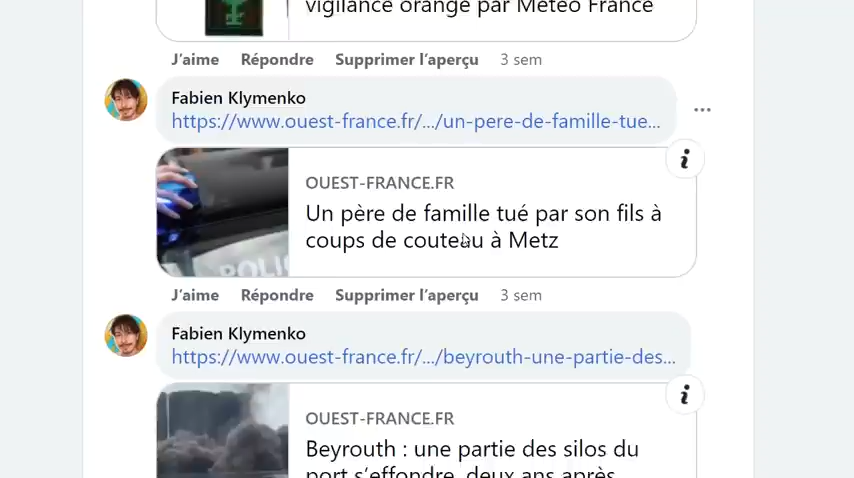 vigilance orange par Météo France
J’aime Répondre Supprimer l’aperçu 3 sem
Fabien Klymenko
https://www.ouest-france.fr/.../un-pere-de-famille-tue...
OUEST-FRANCE.FR
Un père de famille tué par son fils à
coups de couteau à Metz
POLIC
J’aime Répondre Supprimer l’aperçu 3 sem
Fabien Klymenko
https://www.ouest-france.fr/.../beyrouth-une-partie-des...
OUEST-FRANCE.FR
Beyrouth : une partie des silos du
port s’effondre, deux ans après